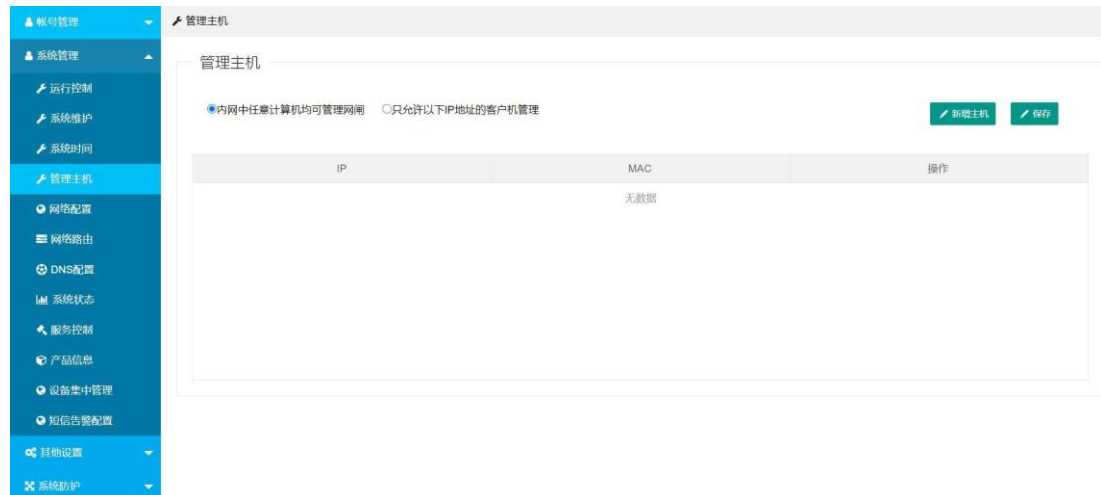 帐号管理
管理主机
系统管理
管理主机
运行控制
内网中任意计算机均可管理网闸 只允许以下IP地址的客户机管理
新增主机 保存
系统维护
系统时间
IP MAC 操作
管理主机
无数据
网络配置
网络路由
DNS配置
系统状态
服务控制
产品信息
设备集中管理
短信告警配置
其他设置
系统防护